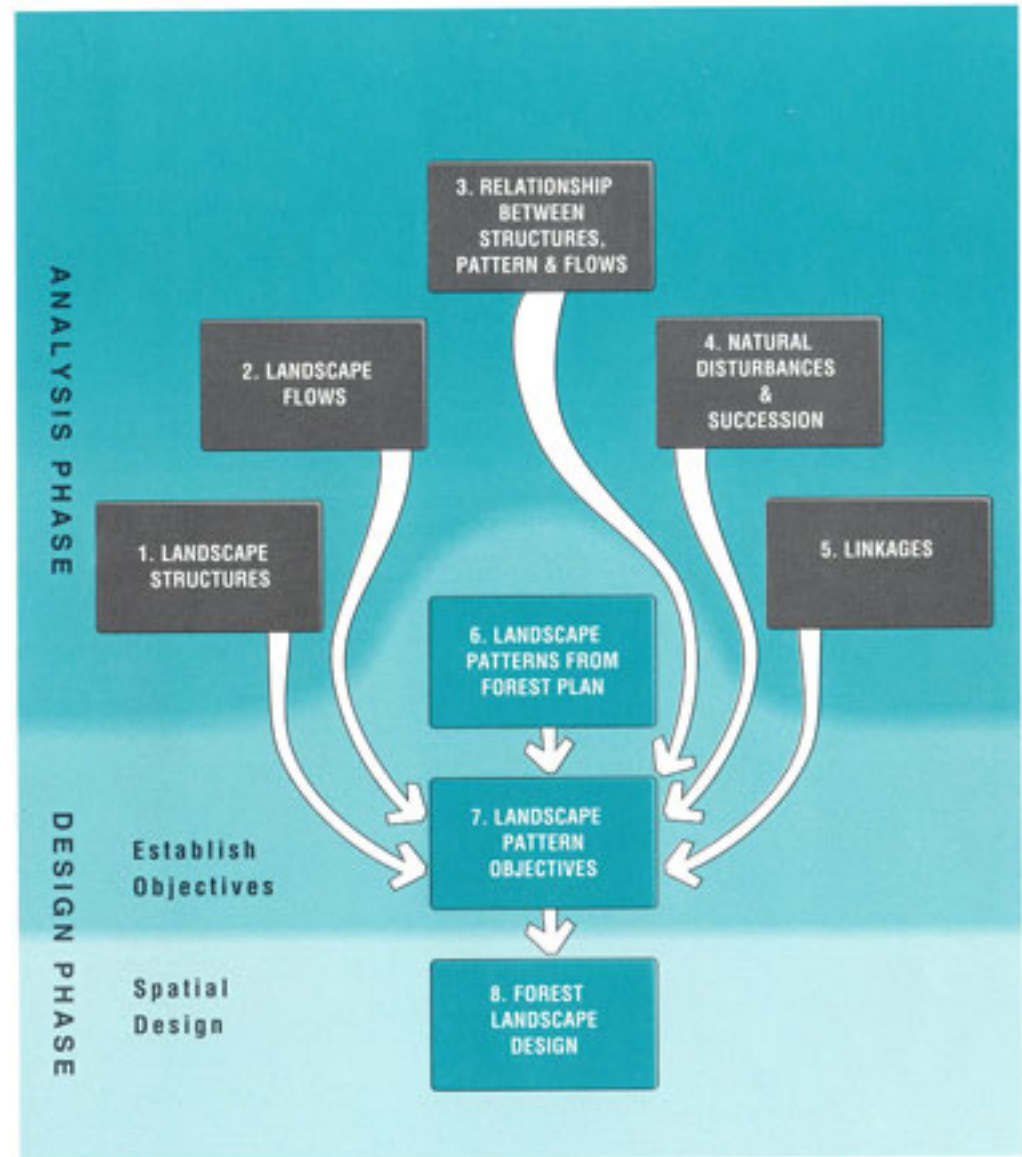 ANALYSIS PHASE
3. RELATIONSHIP
BETWEEN
STRUCTURES,
PATTERN & FLOWS
2. LANDSCAPE
FLOWS
4. NATURAL
DISTURBANCES
&
SUCCESSION
1. LANDSCAPE
STRUCTURES
5. LINKAGES
6. LANDSCAPE
PATTERNS FROM
FOREST PLAN
DESIGN PHASE
Establish
Objectives
7. LANDSCAPE
PATTERN
OBJECTIVES
Spatial
Design
8. FOREST
LANDSCAPE
DESIGN